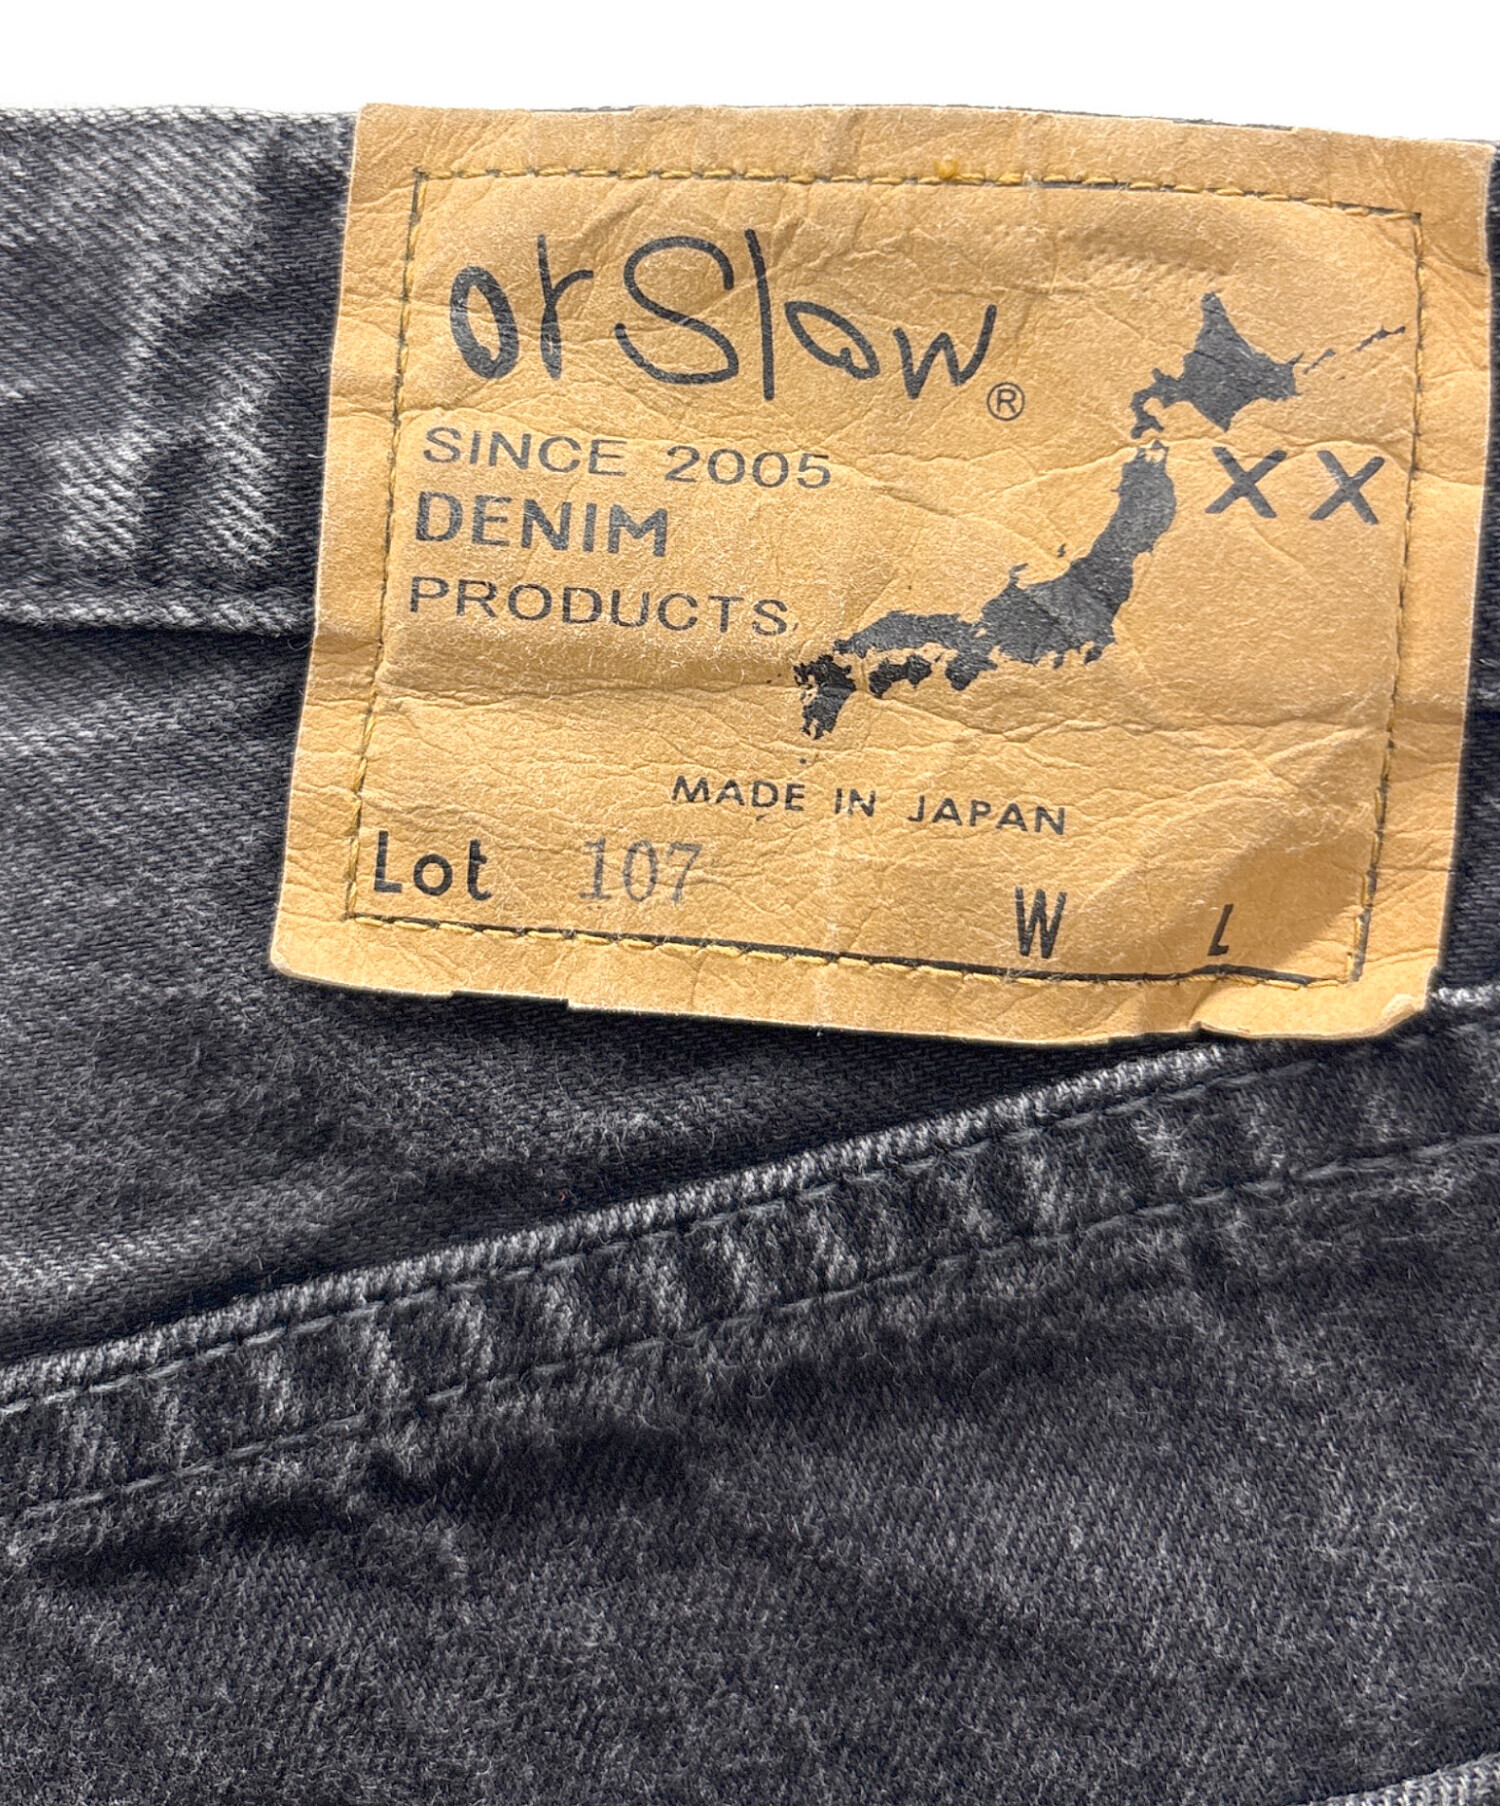 orSlow®
SINCE 2005
DENIM
PRODUCTS
XX
MADE IN JAPAN
Lot 107 W L